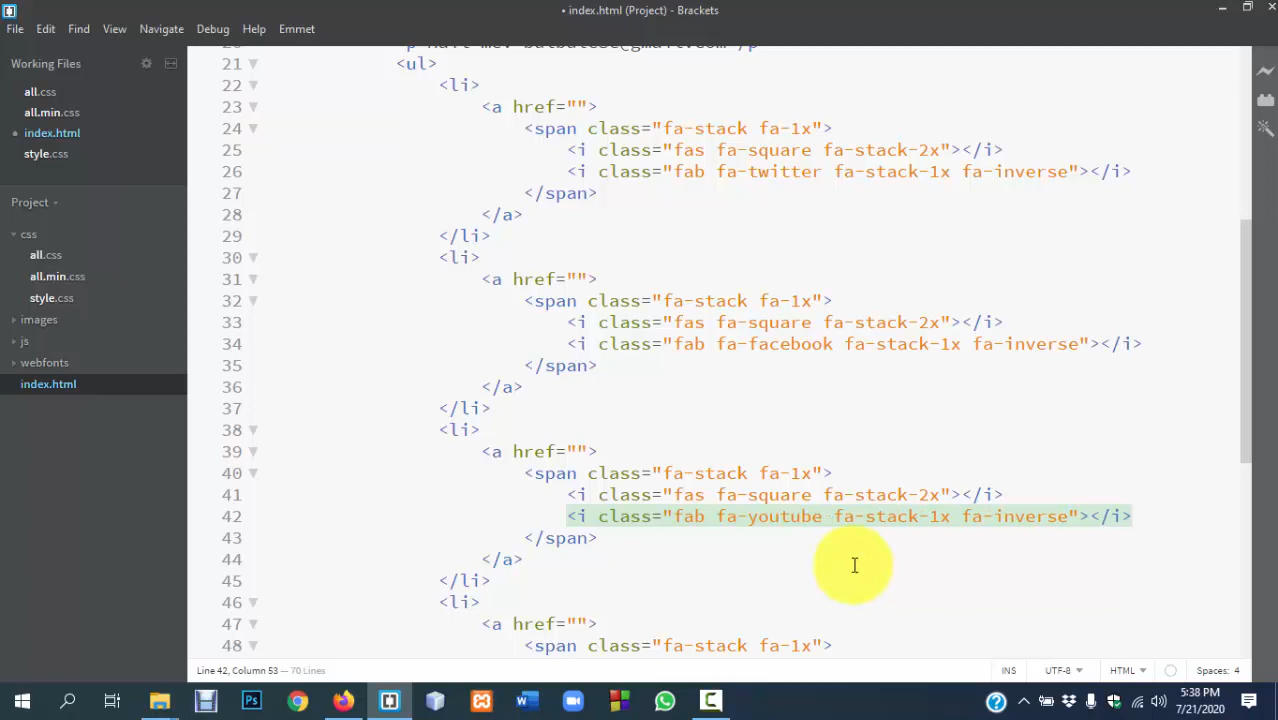 • index.html (Project) - Brackets
File Edit Find View Navigate Debug Help Emmet
Working Files
all.css
all.min.css
index.html
style.css
Project
css
all.css
all.min.css
style.css
images
js
webfonts
index.html
21 <ul>
22 <li>
23 <a href="">
24 <span class="fa-stack fa-1x">
25 <i class="fas fa-square fa-stack-2x"></i>
26 <i class="fab fa-twitter fa-stack-1x fa-inverse"></i>
27 </span>
28 </a>
29 </li>
30 <li>
31 <a href="">
32 <span class="fa-stack fa-1x">
33 <i class="fas fa-square fa-stack-2x"></i>
34 <i class="fab fa-facebook fa-stack-1x fa-inverse"></i>
35 </span>
36 </a>
37 </li>
38 <li>
39 <a href="">
40 <span class="fa-stack fa-1x">
41 <i class="fas fa-square fa-stack-2x"></i>
42 <i class="fab fa-youtube fa-stack-1x fa-inverse"></i>
43 </span>
44 </a>
45 </li>
46 <li>
47 <a href="">
48 <span class="fa-stack fa-1x">
Line 42, Column 53 — 70 Lines
INS UTF-8 HTML Spaces: 4
5:38 PM
7/21/2020